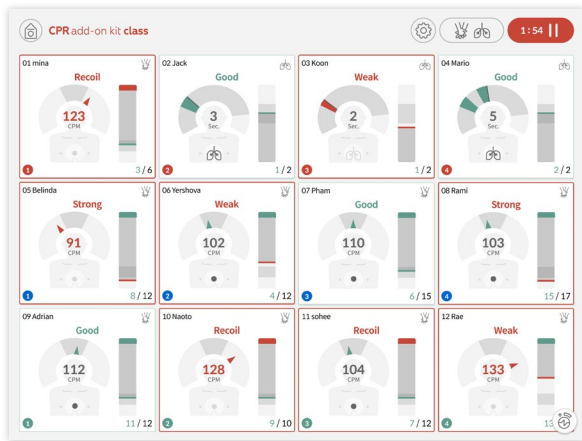 CPR add-on kit class
1:54
01 mina
Recoil
123
CPM
1
3 / 6
02 Jack
Good
3
Sec.
2
1 / 2
03 Koon
Weak
2
Sec.
3
1 / 2
04 Mario
Good
5
Sec.
4
2 / 2
05 Belinda
Strong
91
CPM
1
8 / 12
06 Yershova
Weak
102
CPM
2
4 / 12
07 Pham
Good
110
CPM
3
6 / 15
08 Rami
Strong
103
CPM
4
15 / 17
09 Adrian
Good
112
CPM
1
11 / 12
10 Naoto
Recoil
128
CPM
2
9 / 10
11 sohee
Recoil
104
CPM
3
7 / 12
12 Rae
Weak
133
CPM
4